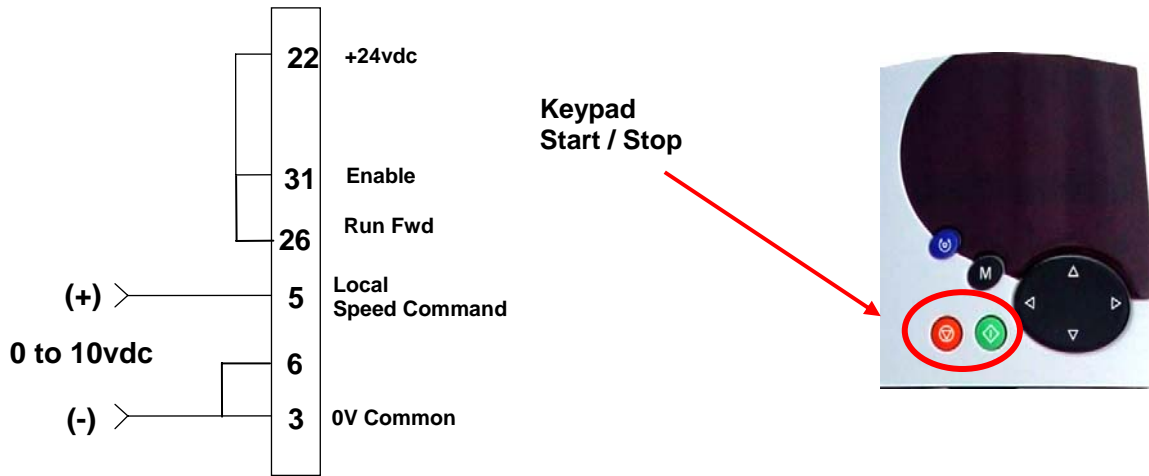 22 +24vdc
Keypad
Start / Stop
31 Enable
26 Run Fwd
(+) 5 Local
Speed Command
0 to 10vdc
6
(-) 3 0V Common
M